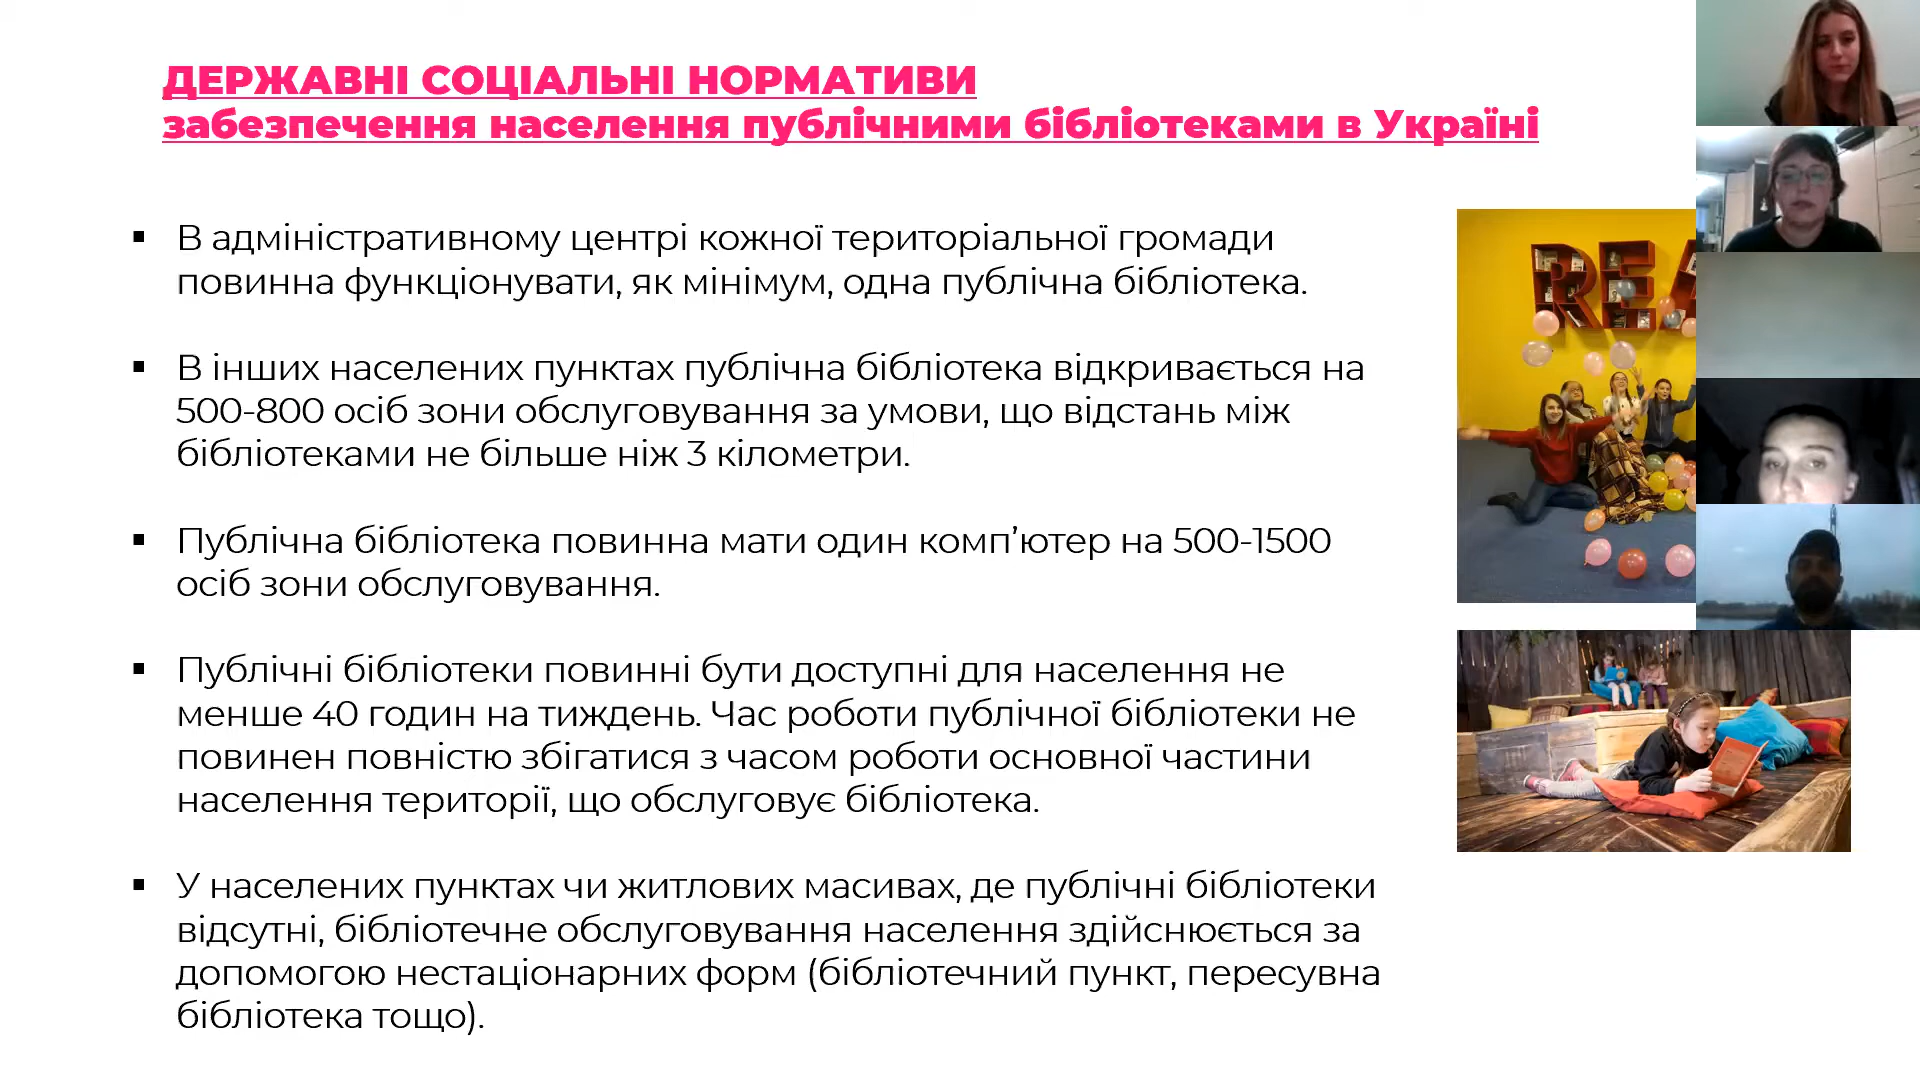 ДЕРЖАВНІ СОЦІАЛЬНІ НОРМАТИВИ
забезпечення населення публічними бібліотеками в Україні
▪ В адміністративному центрі кожної територіальної громади
повинна функціонувати, як мінімум, одна публічна бібліотека.
▪ В інших населених пунктах публічна бібліотека відкривається на
500-800 осіб зони обслуговування за умови, що відстань між
бібліотеками не більше ніж 3 кілометри.
▪ Публічна бібліотека повинна мати один комп’ютер на 500-1500
осіб зони обслуговування.
▪ Публічні бібліотеки повинні бути доступні для населення не
менше 40 годин на тиждень. Час роботи публічної бібліотеки не
повинен повністю збігатися з часом роботи основної частини
населення території, що обслуговує бібліотека.
▪ У населених пунктах чи житлових масивах, де публічні бібліотеки
відсутні, бібліотечне обслуговування населення здійснюється за
допомогою нестаціонарних форм (бібліотечний пункт, пересувна
бібліотека тощо).
REA